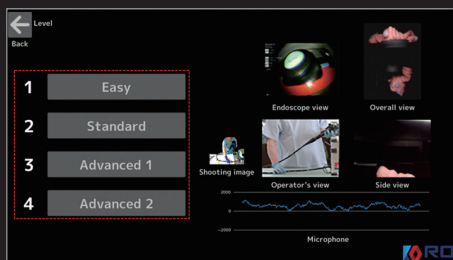 Level
Back
1 Easy
2 Standard
3 Advanced 1
4 Advanced 2
Endoscope view
Overall view
Shooting image
Operator's view
Side view
2000
0
−2000
Microphone
RDS